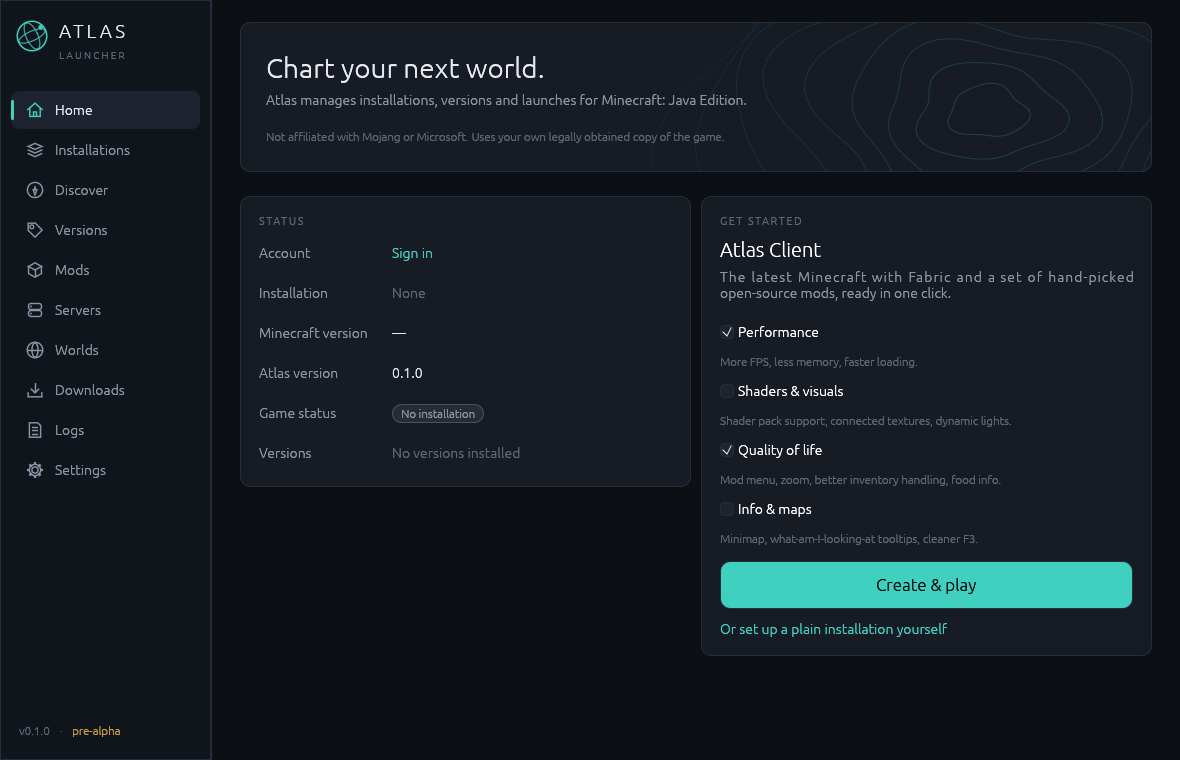 ATLAS
LAUNCHER
Home
Installations
Discover
Versions
Mods
Servers
Worlds
Downloads
Logs
Settings
v0.1.0 · pre-alpha
Chart your next world.
Atlas manages installations, versions and launches for Minecraft: Java Edition.
Not affiliated with Mojang or Microsoft. Uses your own legally obtained copy of the game.
STATUS
Account Sign in
Installation None
Minecraft version —
Atlas version 0.1.0
Game status No installation
Versions No versions installed
GET STARTED
Atlas Client
The latest Minecraft with Fabric and a set of hand-picked
open-source mods, ready in one click.
Performance
More FPS, less memory, faster loading.
Shaders & visuals
Shader pack support, connected textures, dynamic lights.
Quality of life
Mod menu, zoom, better inventory handling, food info.
Info & maps
Minimap, what-am-I-looking-at tooltips, cleaner F3.
Create & play
Or set up a plain installation yourself